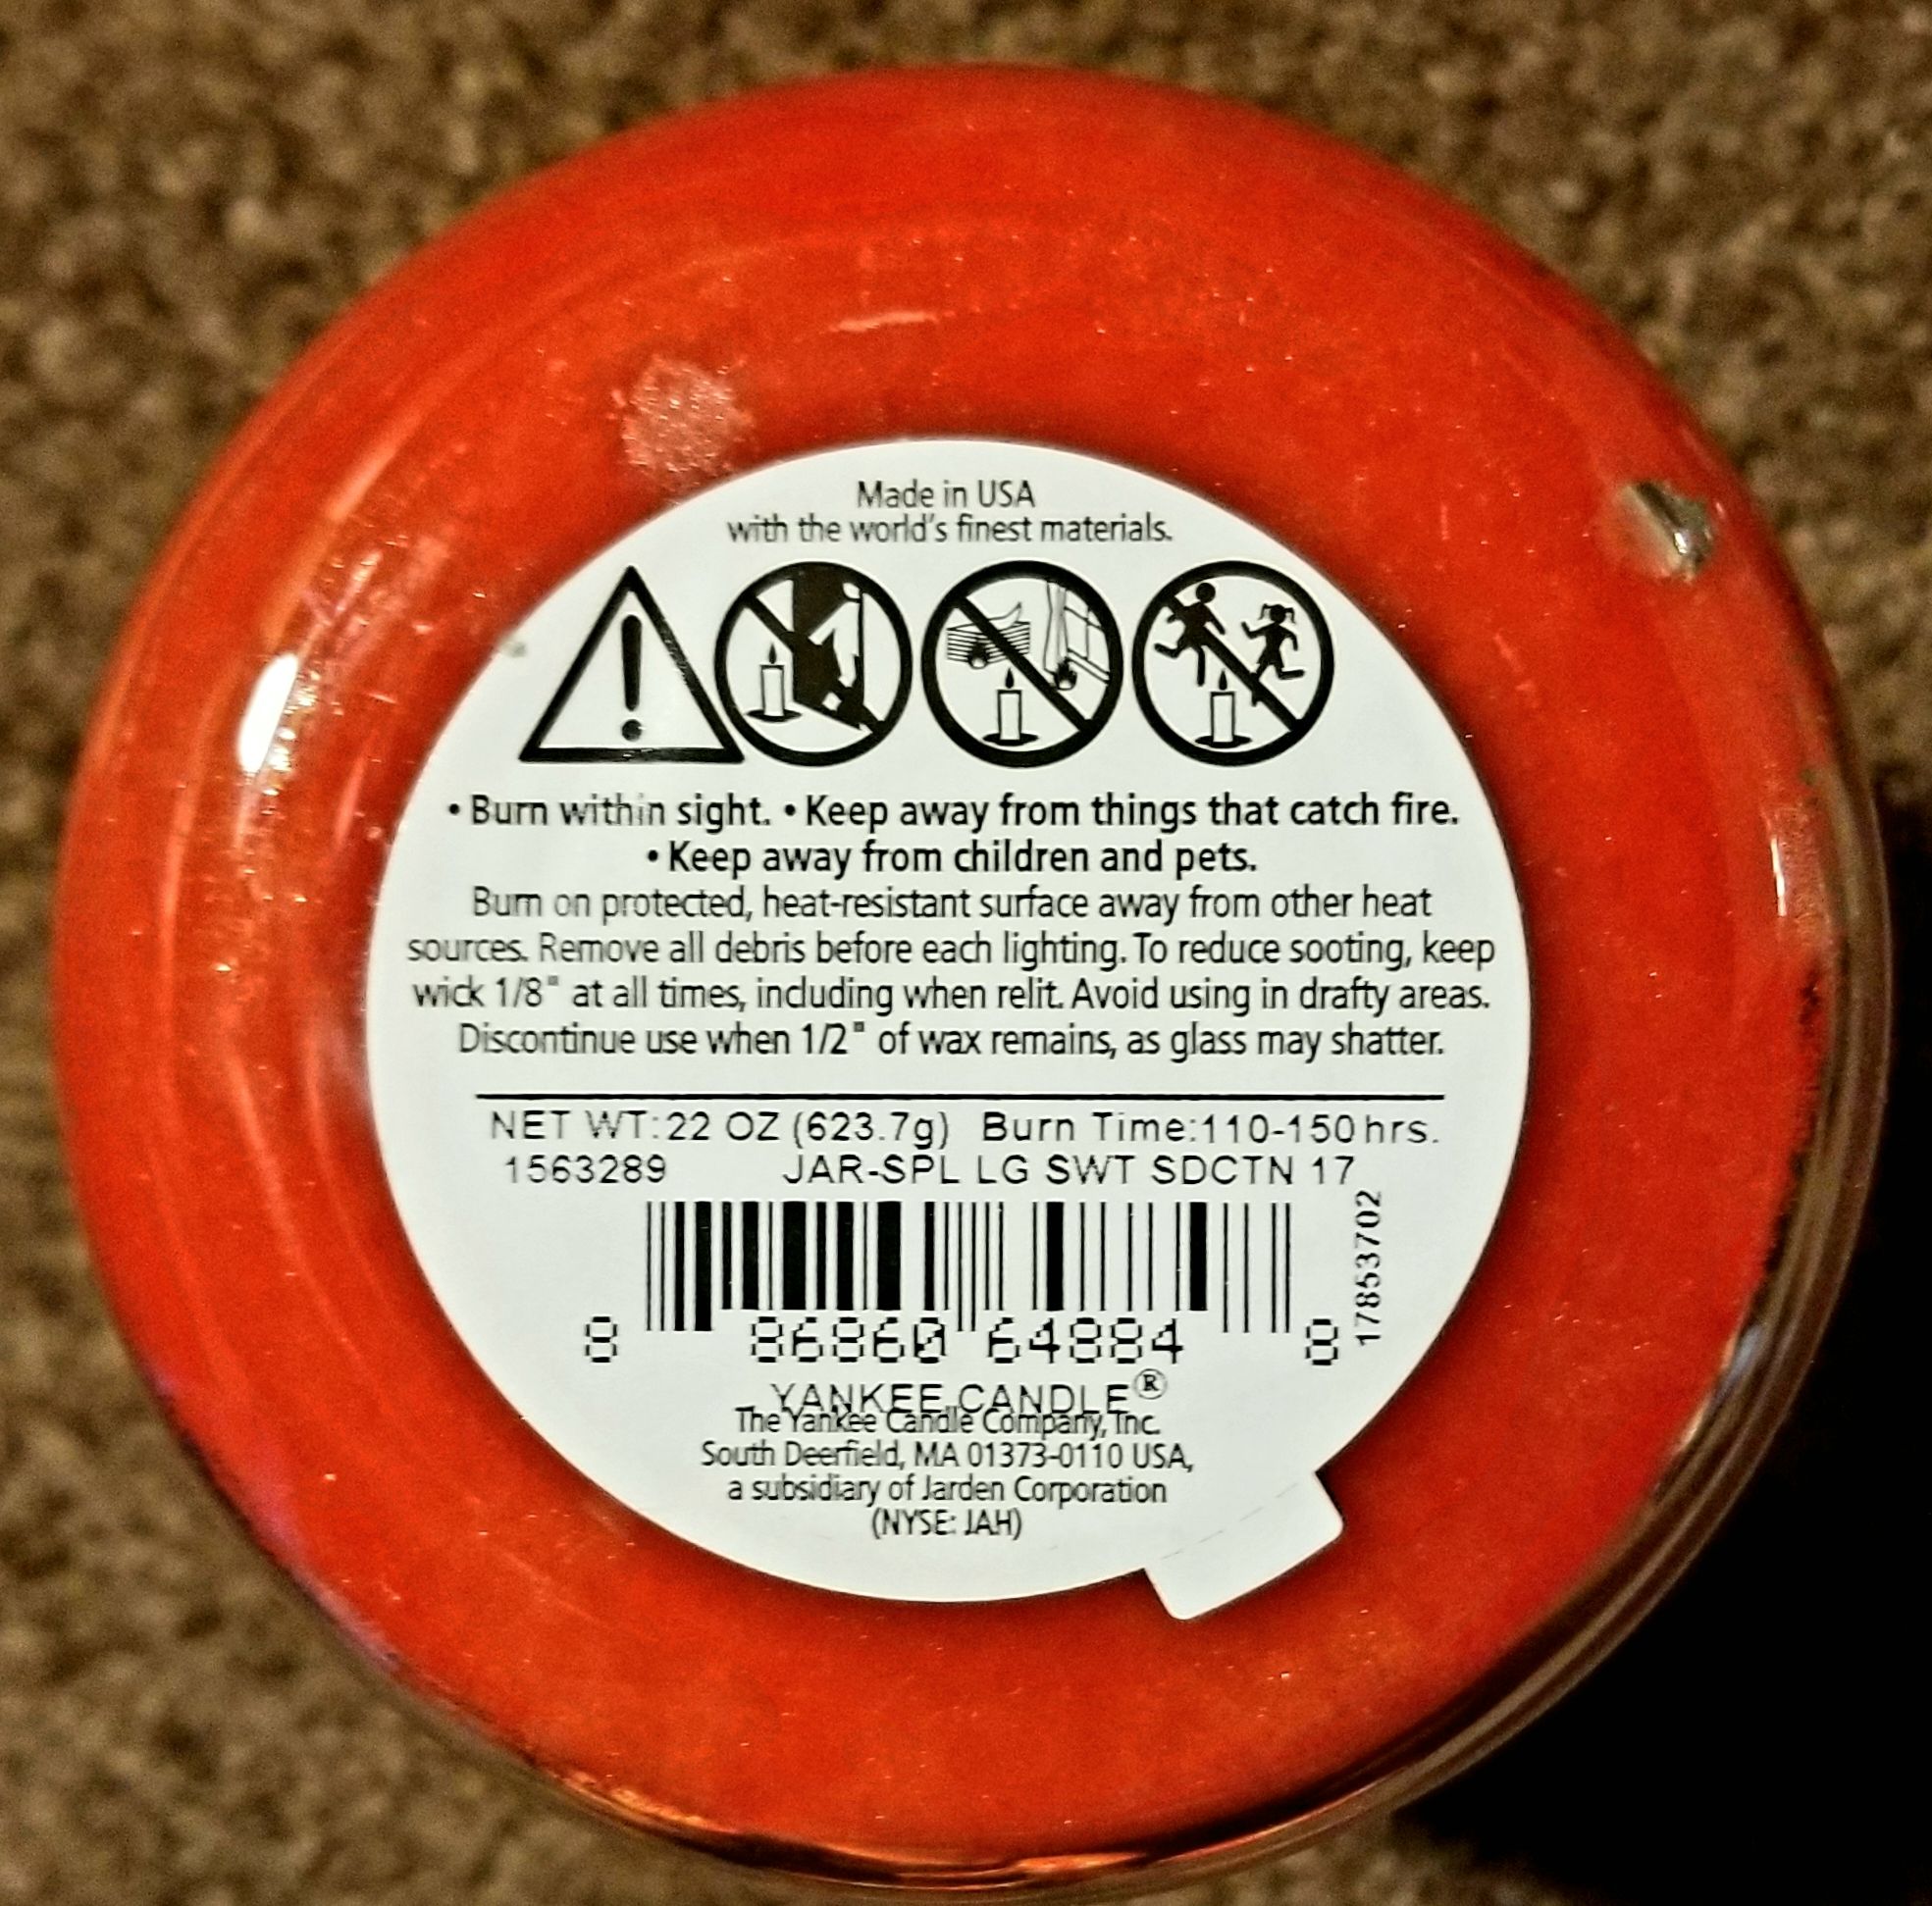 Made in USA
with the world's finest materials.
• Burn within sight. • Keep away from things that catch fire.
• Keep away from children and pets.
Burn on protected, heat-resistant surface away from other heat
sources. Remove all debris before each lighting. To reduce sooting, keep
wick 1/8" at all times, including when relit. Avoid using in drafty areas.
Discontinue use when 1/2" of wax remains, as glass may shatter.
NET WT:22 OZ (623.7g) Burn Time:110-150 hrs.
1563289 JAR-SPL LG SWT SDCTN 17
17853702
8 86860 64884 8
YANKEE CANDLE®
The Yankee Candle Company, Inc.
South Deerfield, MA 01373-0110 USA,
a subsidiary of Jarden Corporation
(NYSE: JAH)